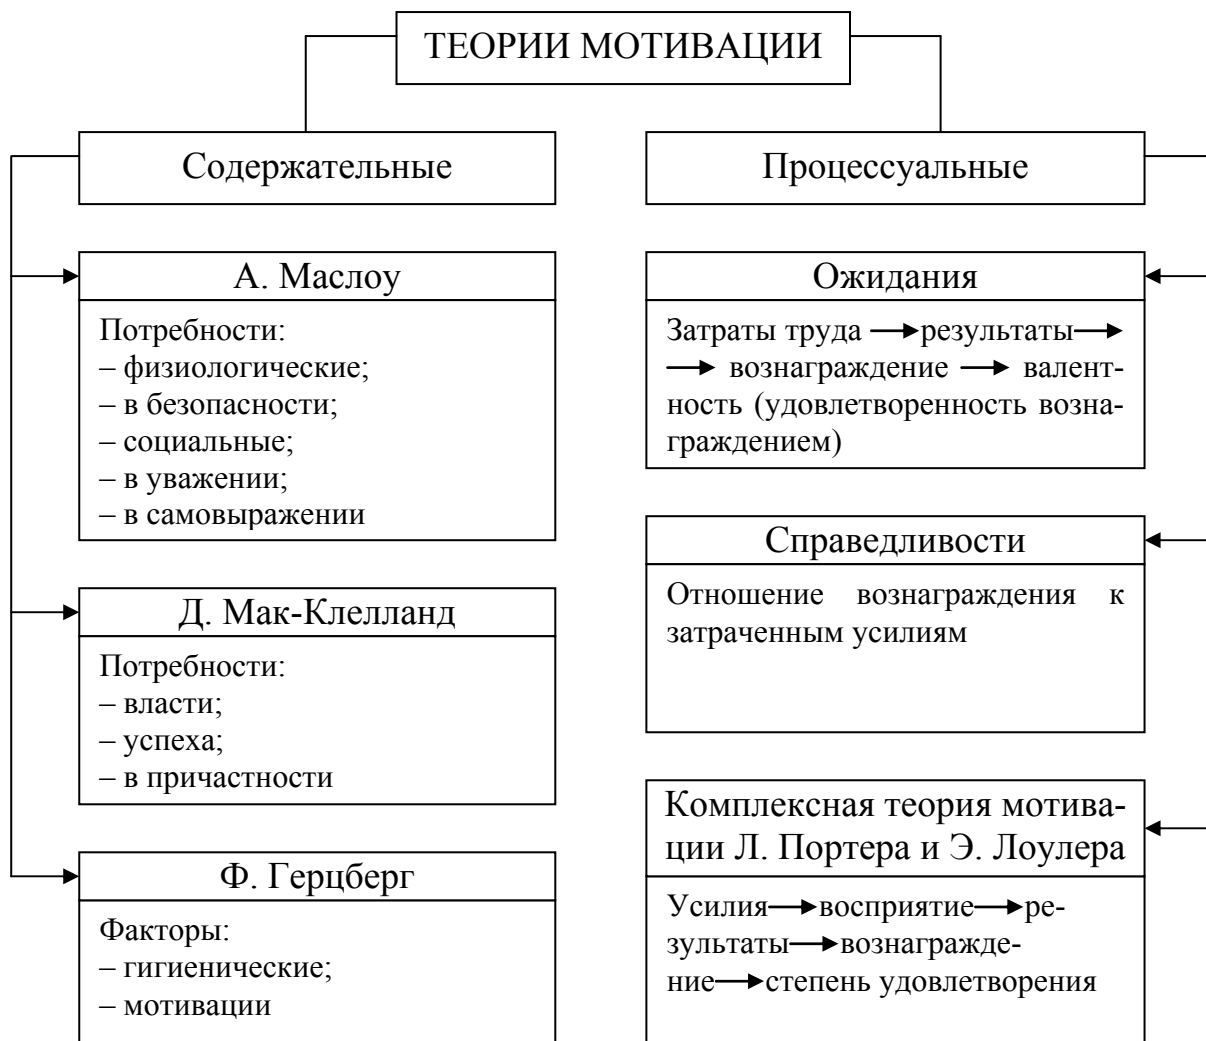 ТЕОРИИ МОТИВАЦИИ
Содержательные
А. Маслоу
Потребности:
– физиологические;
– в безопасности;
– социальные;
– в уважении;
– в самовыражении
Д. Мак-Клелланд
Потребности:
– власти;
– успеха;
– в причастности
Ф. Герцберг
Факторы:
– гигиенические;
– мотивации
Процессуальные
Ожидания
Затраты труда → результаты →
→ вознаграждение → валент-
ность (удовлетворенность возна-
граждением)
Справедливости
Отношение вознаграждения к
затраченным усилиям
Комплексная теория мотива-
ции Л. Портера и Э. Лоулера
Усилия → восприятие → ре-
зультаты → вознагражде-
ние → степень удовлетворения